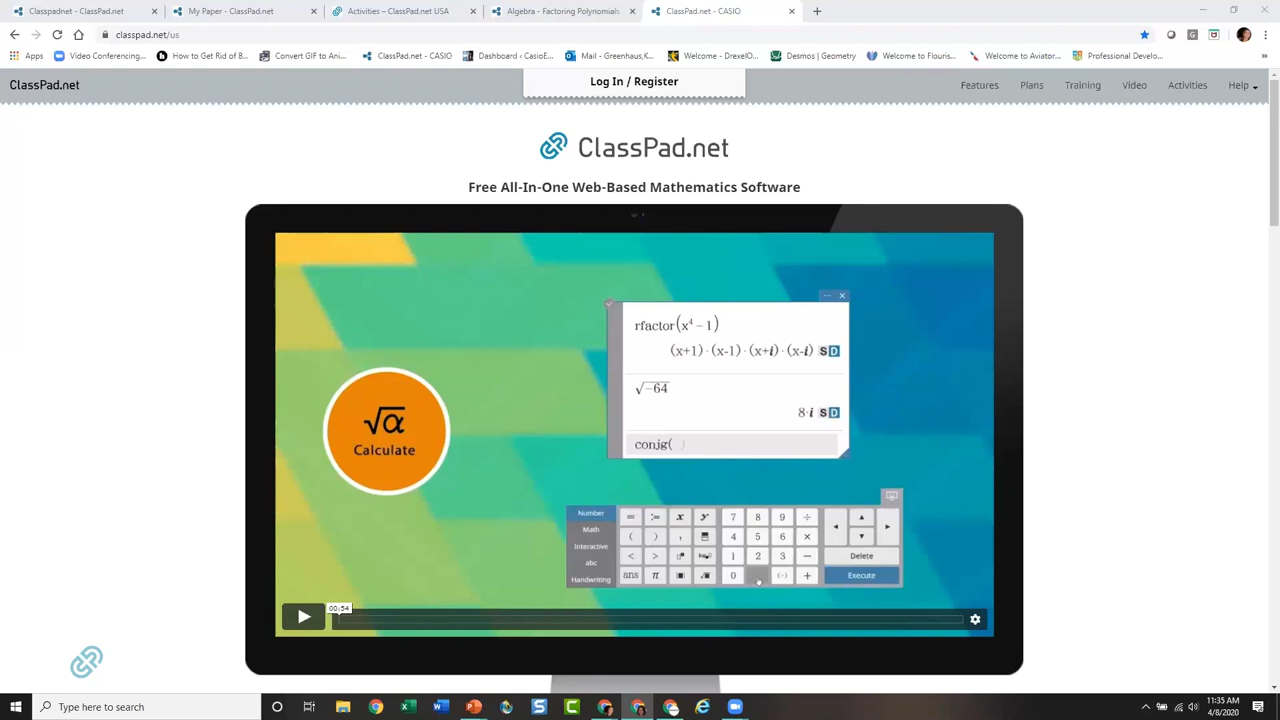 Classpadnet - CASIO
My Paper - ClassPad.net
Activities – ClassPad.net USA
Algebra - Factoring Polynomials
ClassPad.net - CASIO
classpad.net/us
Apps
Video Conferencing...
How to Get Rid of B...
Convert GIF to Ani...
ClassPad.net - CASIO
Dashboard ‹ CasioE...
Mail - Greenhaus,K...
Welcome - DrexelO...
Desmos | Geometry
Welcome to Flouris...
Welcome to Aviator...
Professional Develo...
»
ClassPad.net
Log In / Register
Features
Plans
Training
Video
Activities
Help
ClassPad.net
Free All-In-One Web-Based Mathematics Software
rfactor(x⁴ – 1)
(x+1)·(x-1)·(x+i)·(x-i) S D
√-64
8·i S D
conjg( )
√α
Calculate
Number
Math
Interactive
abc
Handwriting
= := x y 7 8 9 ÷
( ) , 4 5 6 ×
< > 1 2 3 − Delete
ans π 0 (-) + Execute
00:54
Type here to search
11:35 AM
4/8/2020